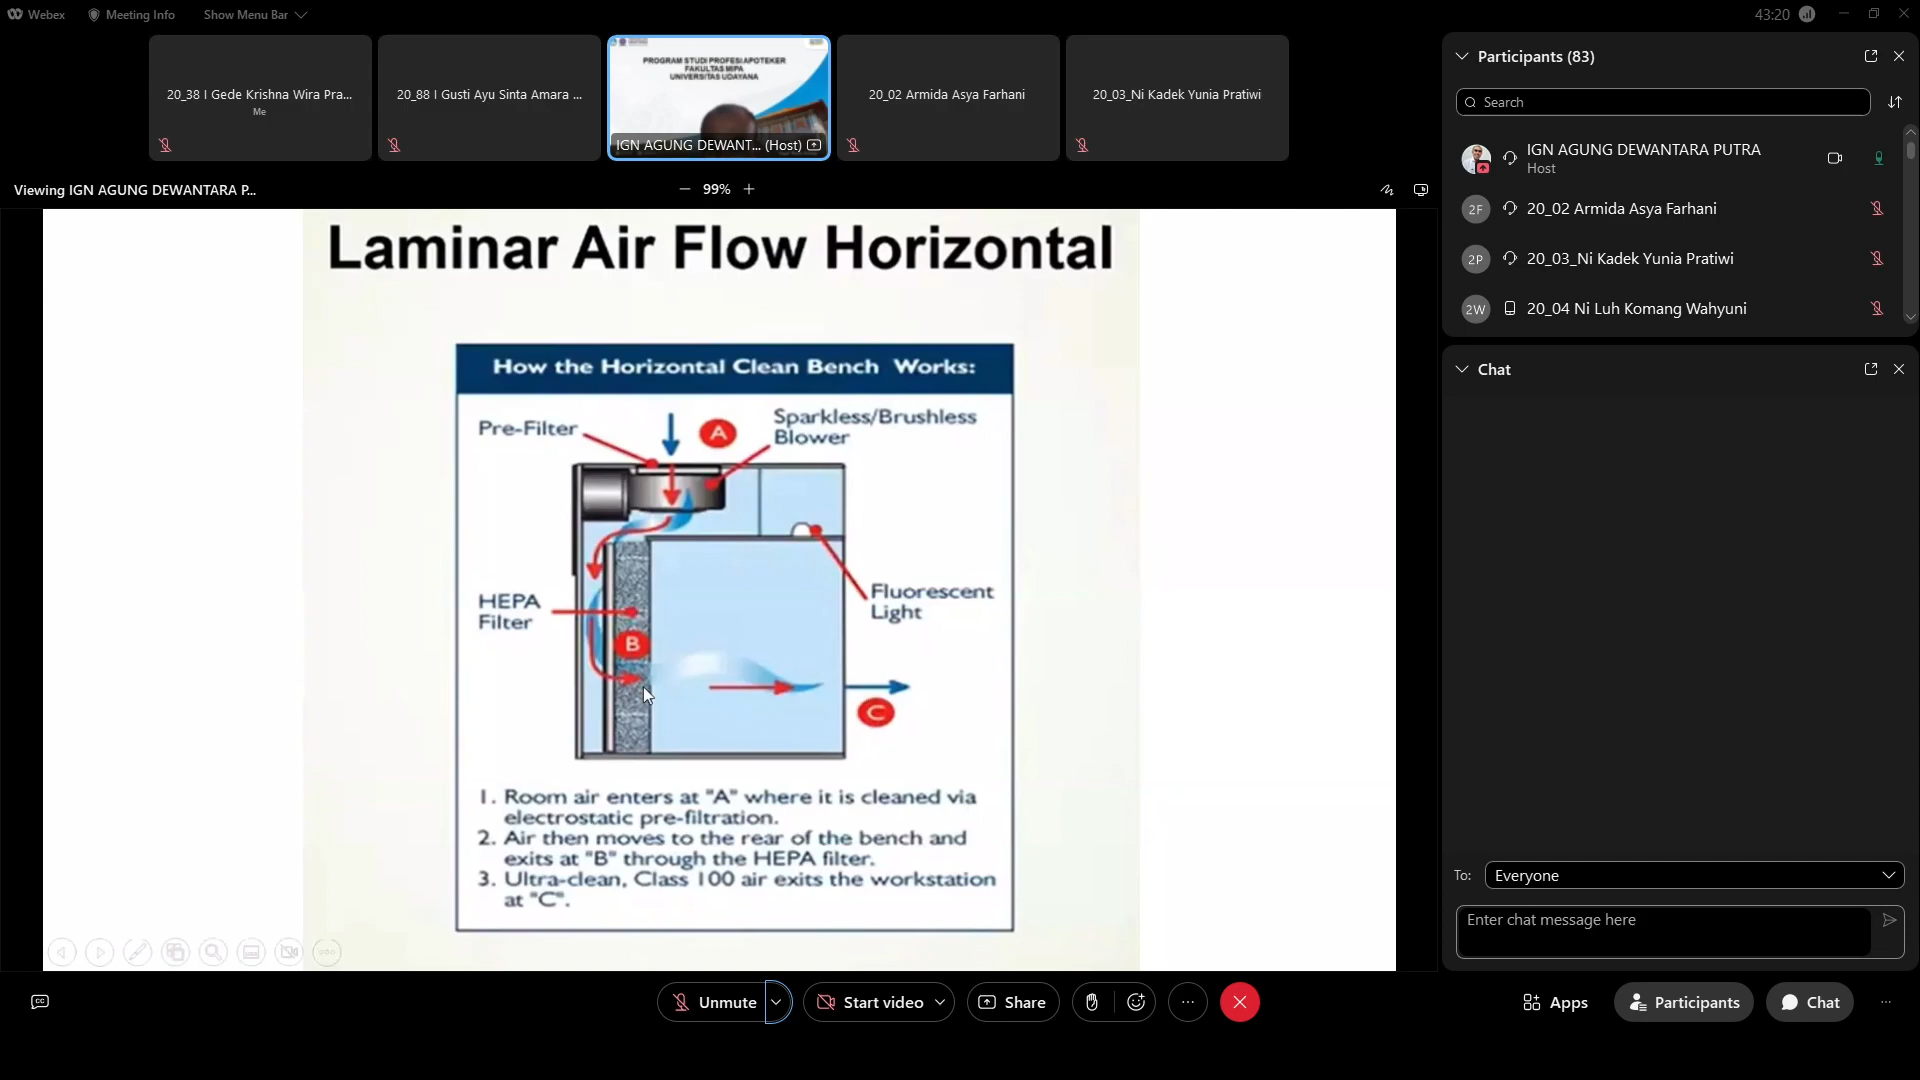 Webex
Meeting Info
Show Menu Bar
43:20
20_38 I Gede Krishna Wira Pra...
Me
20_88 I Gusti Ayu Sinta Amara ...
PROGRAM STUDI PROFESI APOTEKER
FAKULTAS MIPA
UNIVERSITAS UDAYANA
IGN AGUNG DEWANT... (Host)
20_02 Armida Asya Farhani
20_03_Ni Kadek Yunia Pratiwi
Viewing IGN AGUNG DEWANTARA P...
99%
Laminar Air Flow Horizontal
How the Horizontal Clean Bench Works:
Pre-Filter
A
Sparkless/Brushless
Blower
HEPA
Filter
B
Fluorescent
Light
C
1. Room air enters at "A" where it is cleaned via
electrostatic pre-filtration.
2. Air then moves to the rear of the bench and
exits at "B" through the HEPA filter.
3. Ultra-clean, Class 100 air exits the workstation
at "C".
Participants (83)
Search
IGN AGUNG DEWANTARA PUTRA
Host
2F
20_02 Armida Asya Farhani
2P
20_03_Ni Kadek Yunia Pratiwi
2W
20_04 Ni Luh Komang Wahyuni
Chat
To:
Everyone
Enter chat message here
CC
Unmute
Start video
Share
Apps
Participants
Chat